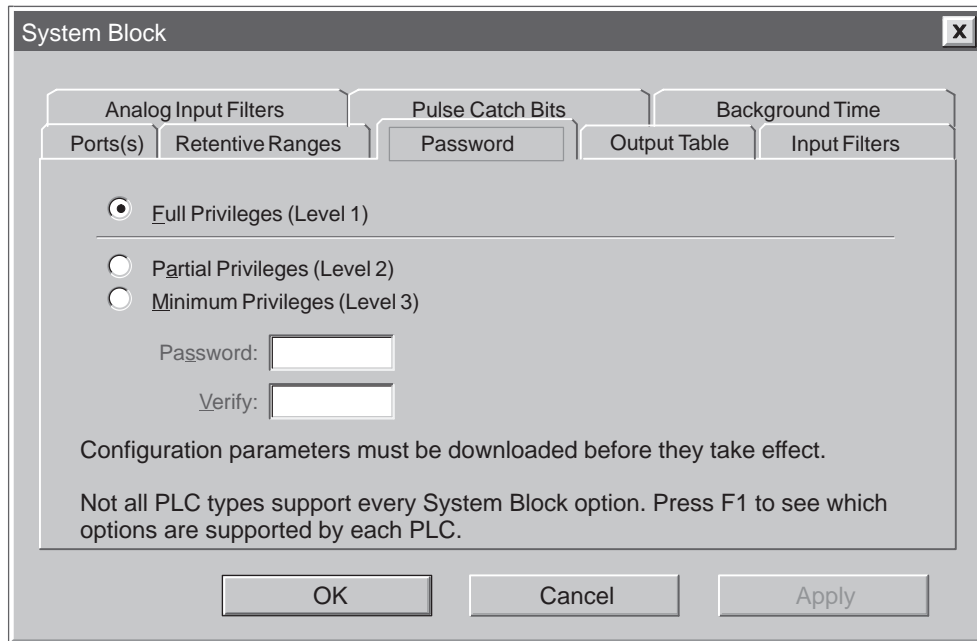 System Block
X
Analog Input Filters
Pulse Catch Bits
Background Time
Ports(s)
Retentive Ranges
Password
Output Table
Input Filters
Full Privileges (Level 1)
Partial Privileges (Level 2)
Minimum Privileges (Level 3)
Password:
Verify:
Configuration parameters must be downloaded before they take effect.
Not all PLC types support every System Block option. Press F1 to see which
options are supported by each PLC.
OK
Cancel
Apply